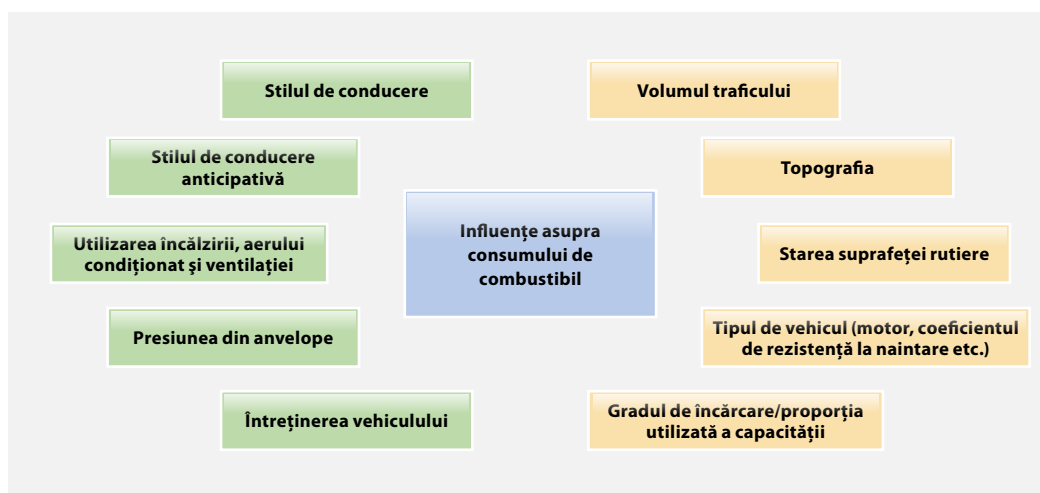 Stilul de conducere
Volumul traficului
Stilul de conducere
anticipativă
Topografia
Influențe asupra
consumului de
combustibil
Utilizarea încălzirii, aerului
condiționat şi ventilației
Starea suprafeței rutiere
Presiunea din anvelope
Tipul de vehicul (motor, coeficientul
de rezistență la naintare etc.)
Întreținerea vehiculului
Gradul de încărcare/proporția
utilizată a capacității